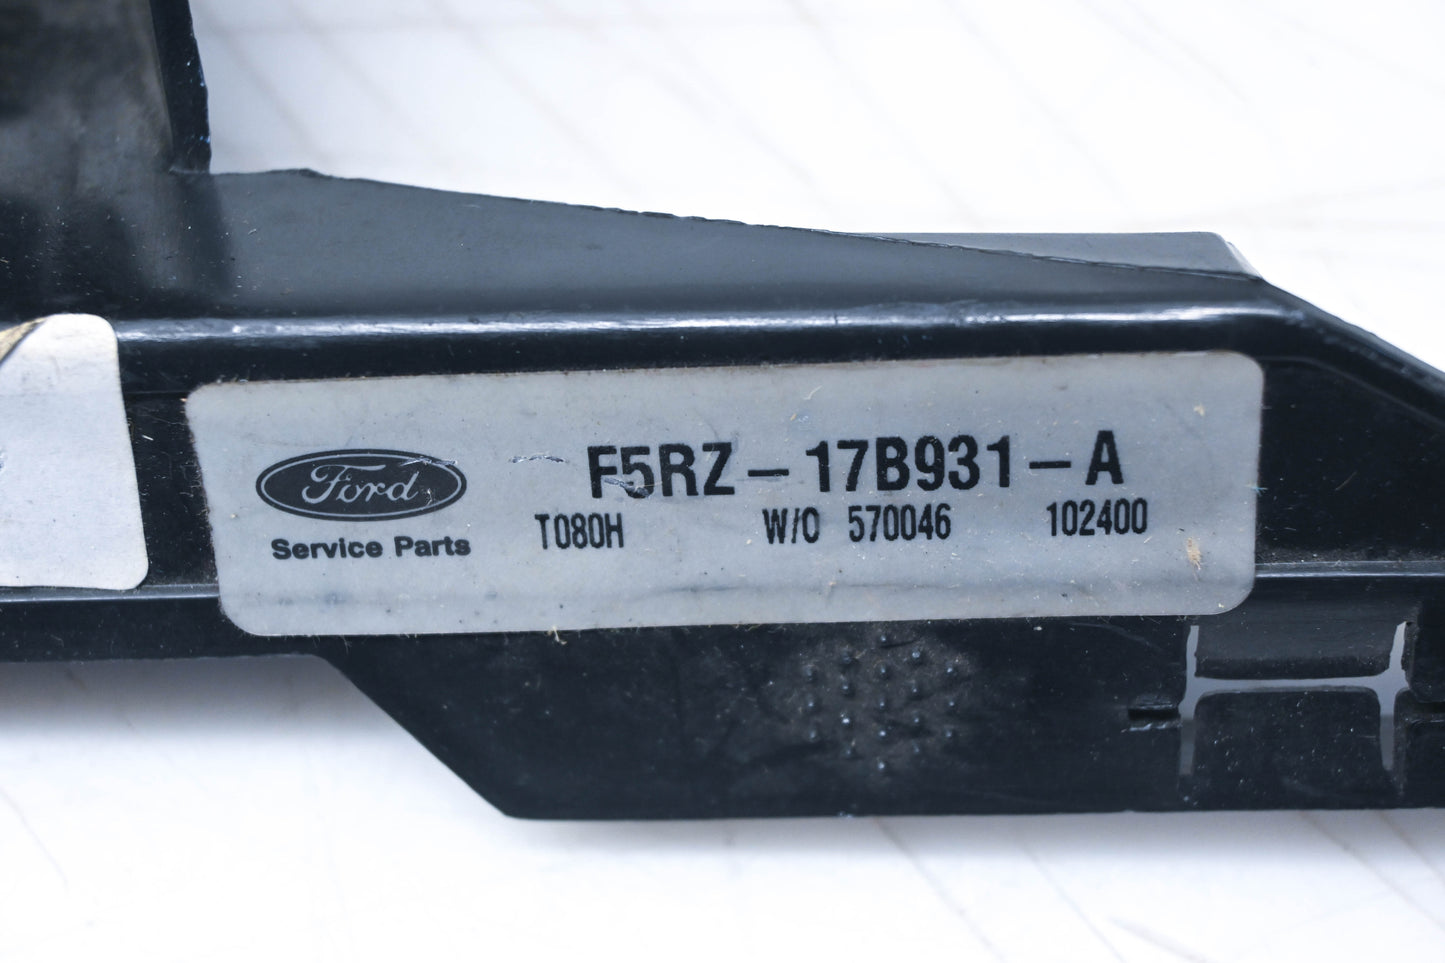 Ford
F5RZ-17B931-A
T080H W/O 570046 102400
Service Parts